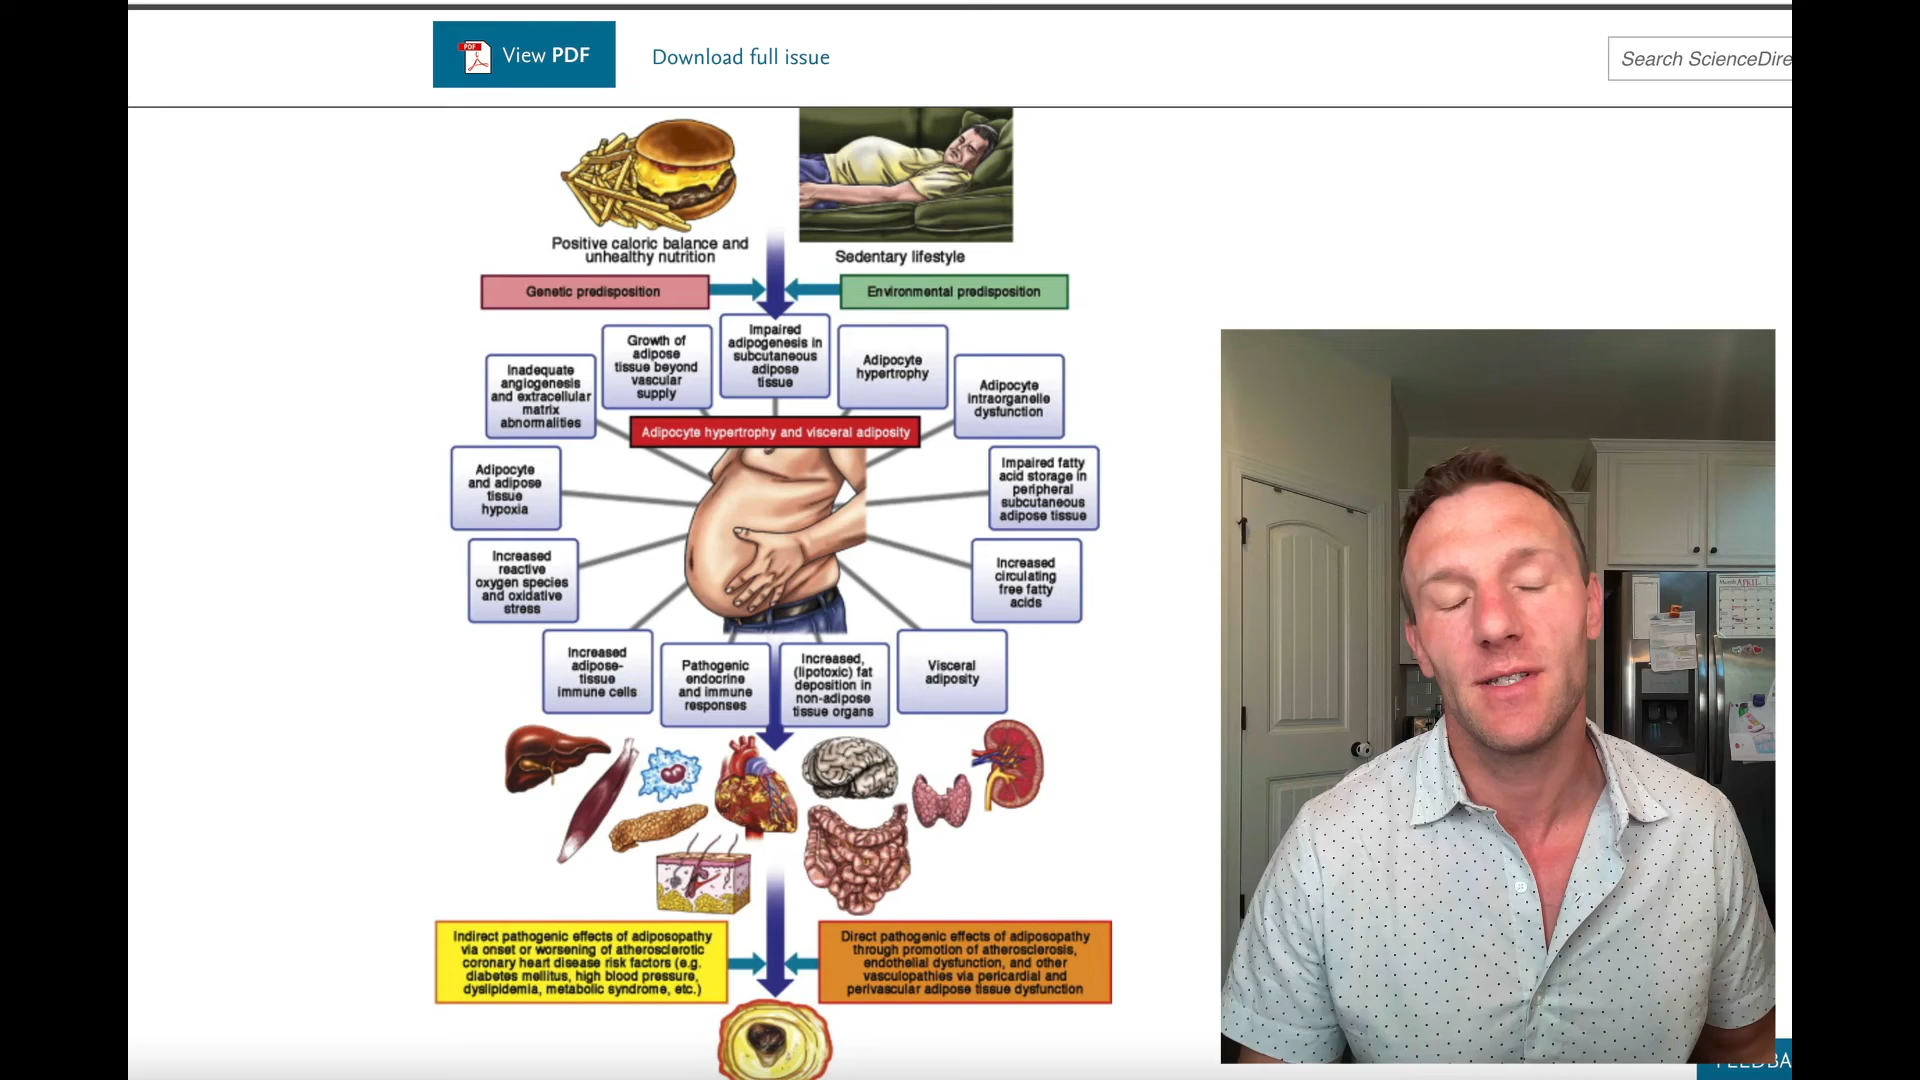 View PDF
Download full issue
Search ScienceDire
Positive caloric balance and
unhealthy nutrition
Sedentary lifestyle
Genetic predisposition
Environmental predisposition
Inadequate
angiogenesis
and extracellular
matrix
abnormalities
Growth of
adipose
tissue beyond
vascular
supply
Impaired
adipogenesis in
subcutaneous
adipose
tissue
Adipocyte
hypertrophy
Adipocyte
intraorganelle
dysfunction
Adipocyte hypertrophy and visceral adiposity
Adipocyte
and adipose
tissue
hypoxia
Impaired fatty
acid storage in
peripheral
subcutaneous
adipose tissue
Increased
reactive
oxygen species
and oxidative
stress
Increased
circulating
free fatty
acids
Increased
adipose-
tissue
immune cells
Pathogenic
endocrine
and immune
responses
Increased,
(lipotoxic) fat
deposition in
non-adipose
tissue organs
Visceral
adiposity
Indirect pathogenic effects of adiposopathy
via onset or worsening of atherosclerotic
coronary heart disease risk factors (e.g.
diabetes mellitus, high blood pressure,
dyslipidemia, metabolic syndrome, etc.)
Direct pathogenic effects of adiposopathy
through promotion of atherosclerosis,
endothelial dysfunction, and other
vasculopathies via pericardial and
perivascular adipose tissue dysfunction
APRIL
FEEDBA